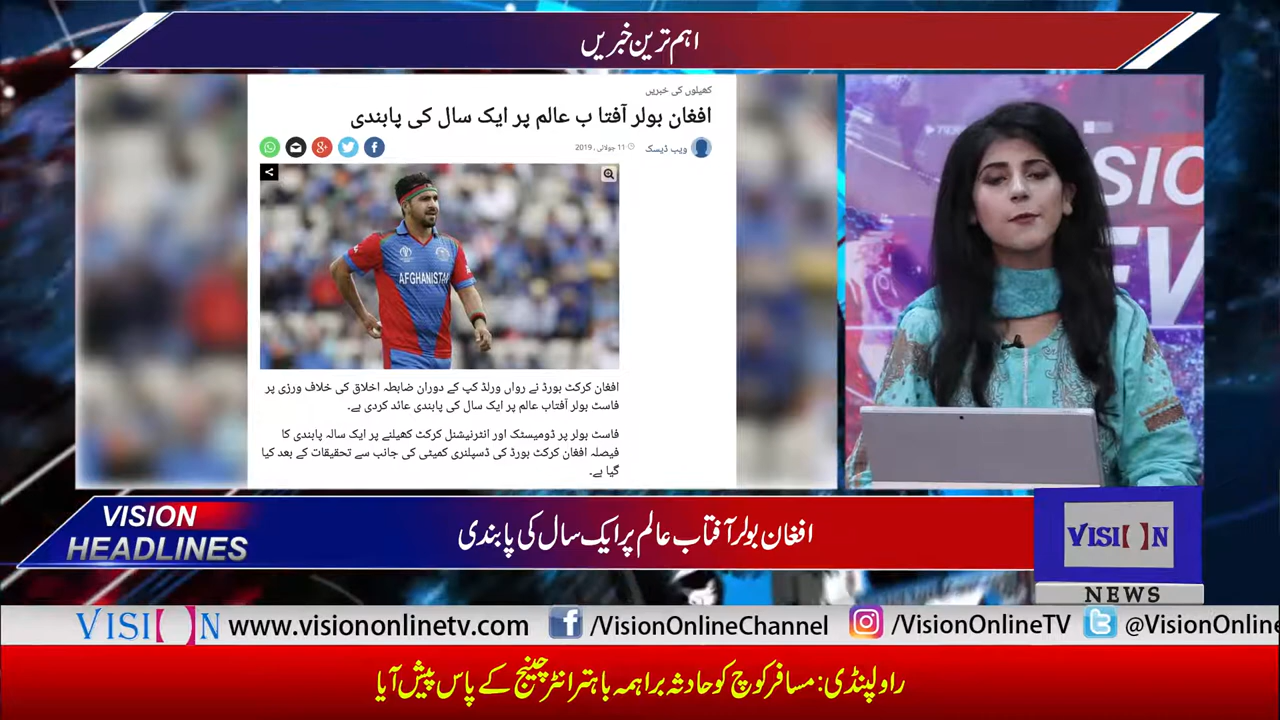 اہم ترین خبریں
کھیلوں کی خبریں
افغان بولر آفتا ب عالم پر ایک سال کی پابندی
ویب ڈیسک
11 جولائی ، 2019
AFGHANISTAN
افغان کرکٹ بورڈ نے رواں ورلڈ کپ کے دوران ضابطہ اخلاق کی خلاف ورزی پر
فاسٹ بولر آفتاب عالم پر ایک سال کی پابندی عائد کردی ہے۔
فاسٹ بولر پر ڈومیسٹک اور انٹرنیشنل کرکٹ کھیلنے پر ایک سالہ پابندی کا
فیصلہ افغان کرکٹ بورڈ کی ڈسپلنری کمیٹی کی جانب سے تحقیقات کے بعد کیا
گیا ہے۔
VISION
HEADLINES
افغان بولر آفتاب عالم پر ایک سال کی پابندی
VISION
NEWS
VISION www.visiononlinetv.com /VisionOnlineChannel /VisionOnlineTV @VisionOnline
راولپنڈی: مسافر کوچ کو حادثہ براہمہ باہتر انٹر چینج کے پاس پیش آیا